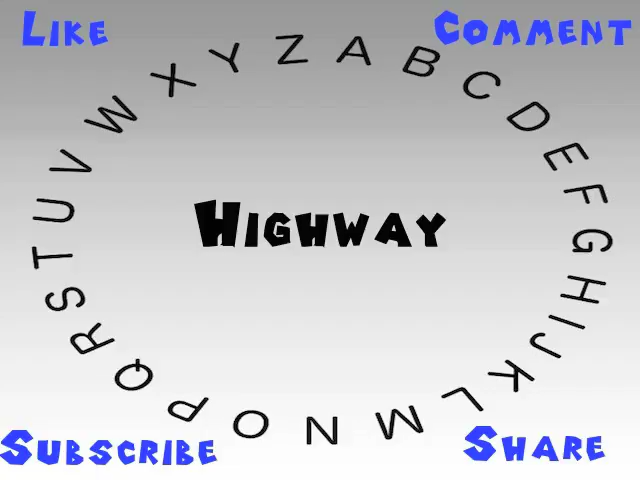 Like
Comment
A B C D E F G H I J K L M N O P Q R S T U V W X Y Z
Highway
Subscribe
Share